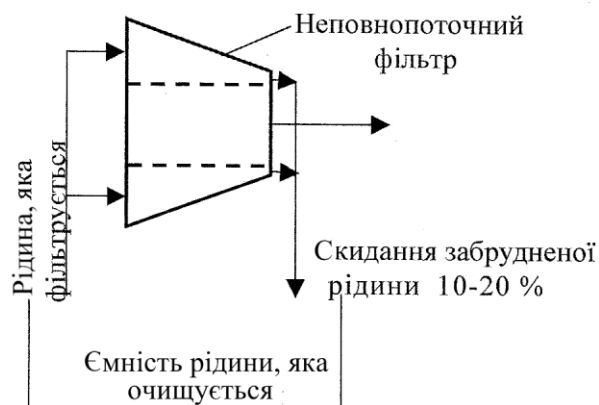 Неповнопоточний
фільтр
Рідина, яка
фільтрується
Скидання забрудненої
рідини 10-20 %
Ємність рідини, яка
очищується